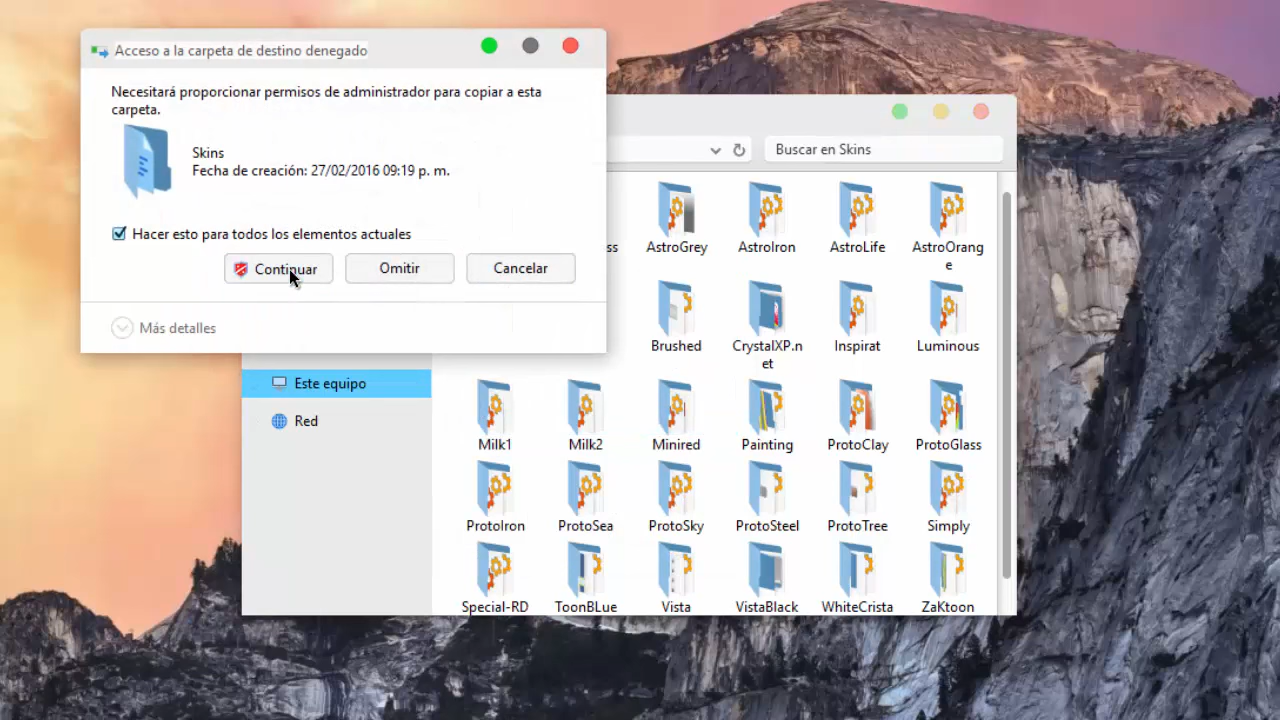 Acceso a la carpeta de destino denegado
Necesitará proporcionar permisos de administrador para copiar a esta
carpeta.
Skins
Fecha de creación: 27/02/2016 09:19 p. m.
Hacer esto para todos los elementos actuales
Continuar
Omitir
Cancelar
Más detalles
Buscar en Skins
Este equipo
Red
ss
AstroGrey
AstroIron
AstroLife
AstroOrang
e
Brushed
CrystalXP.n
et
Inspirat
Luminous
Milk1
Milk2
Minired
Painting
ProtoClay
ProtoGlass
ProtoIron
ProtoSea
ProtoSky
ProtoSteel
ProtoTree
Simply
Special-RD
ToonBLue
Vista
VistaBlack
WhiteCrista
ZaKtoon